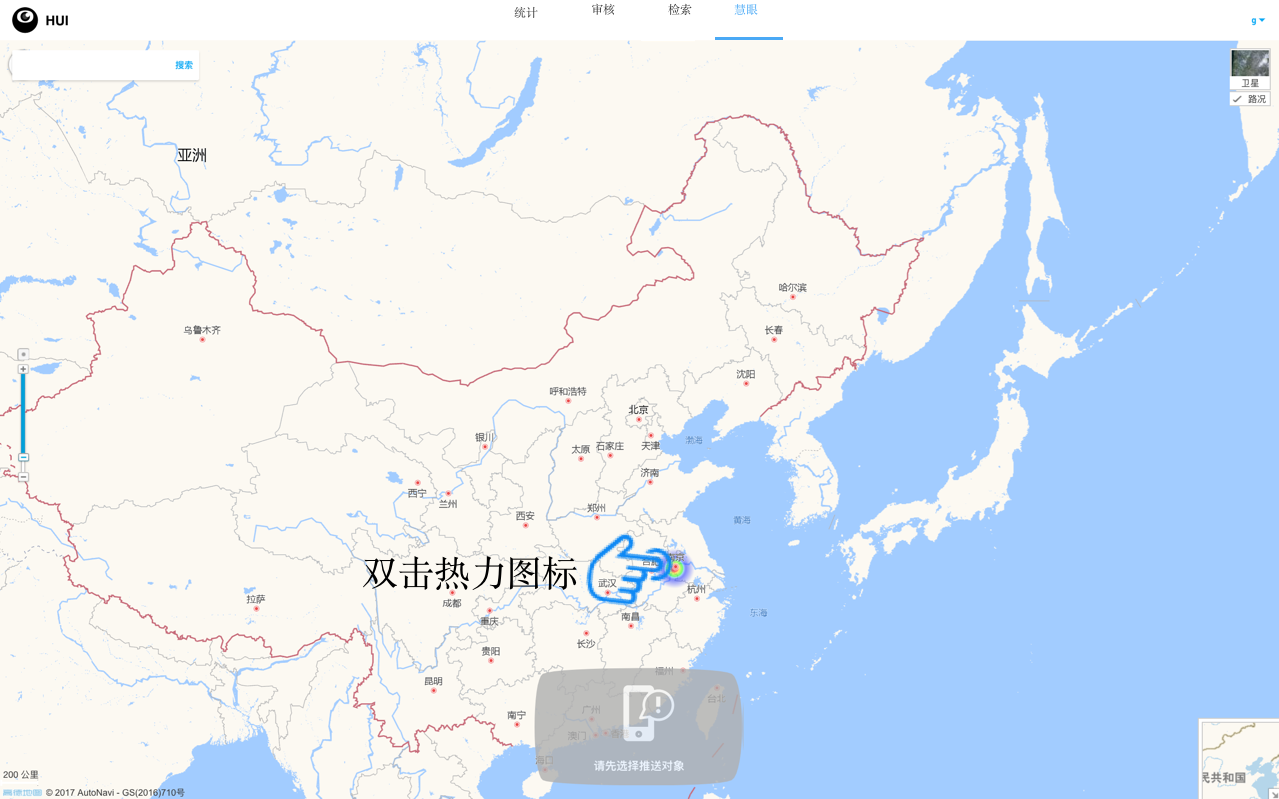 HUI
统计
审核
检索
慧眼
g
搜索
卫星
路况
亚洲
哈尔滨
乌鲁木齐
长春
沈阳
呼和浩特
北京
银川
太原
石家庄
天津
渤海
济南
西宁
兰州
郑州
西安
黄海
双击热力图标
南京
武汉
杭州
拉萨
成都
重庆
南昌
东海
长沙
贵阳
福州
昆明
台北
广州
南宁
澳门
海口
请先选择推送对象
200 公里
民共和国
高德地图 © 2017 AutoNavi - GS(2016)710号